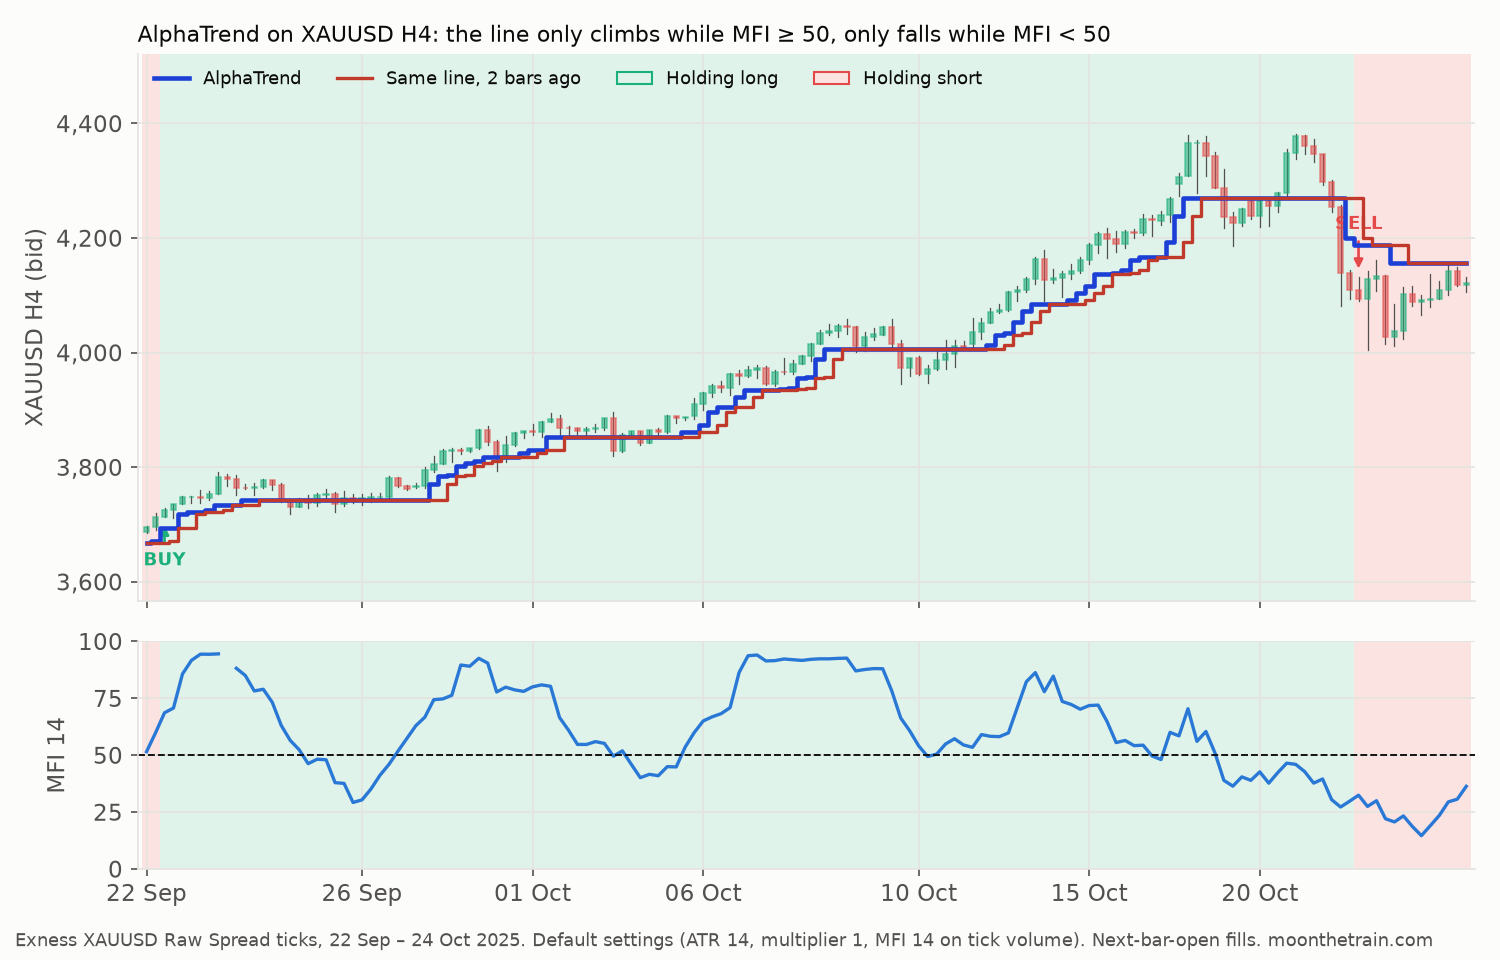 AlphaTrend on XAUUSD H4: the line only climbs while MFI ≥ 50, only falls while MFI < 50
AlphaTrend
Same line, 2 bars ago
Holding long
Holding short
XAUUSD H4 (bid)
4,400
4,200
4,000
3,800
3,600
SELL
BUY
MFI 14
100
75
50
25
0
22 Sep
26 Sep
01 Oct
06 Oct
10 Oct
15 Oct
20 Oct
Exness XAUUSD Raw Spread ticks, 22 Sep – 24 Oct 2025. Default settings (ATR 14, multiplier 1, MFI 14 on tick volume). Next-bar-open fills. moonthetrain.com